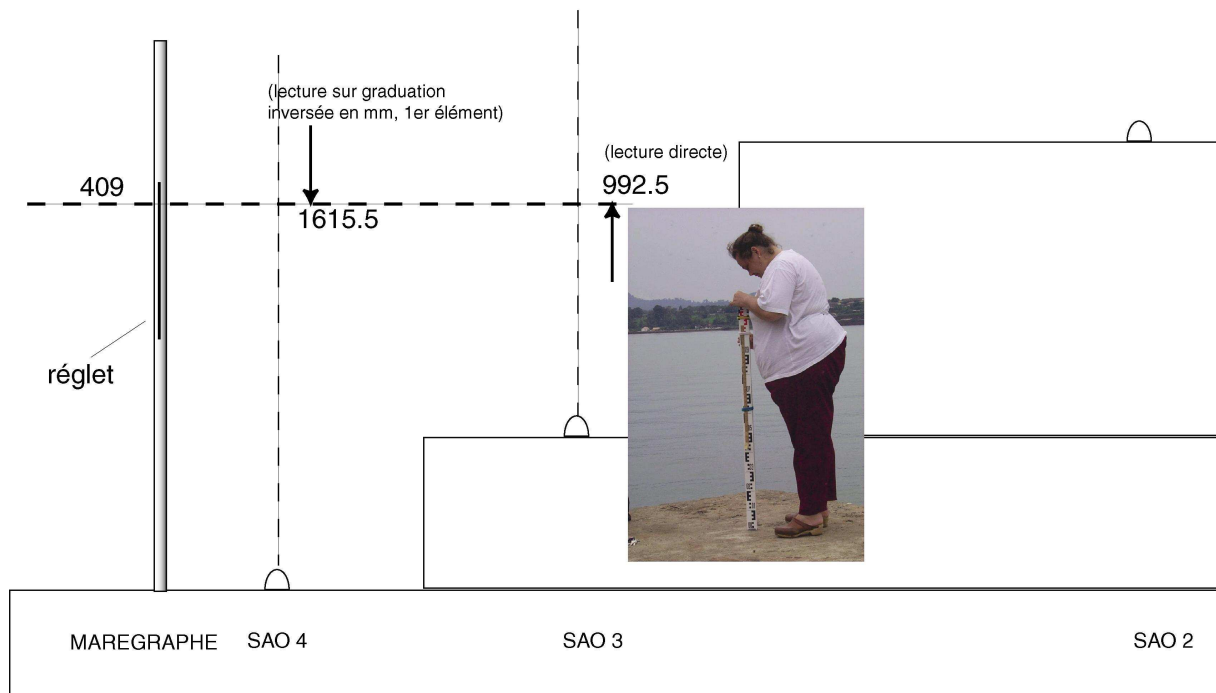 (lecture sur graduation
inversée en mm, 1er élément)
(lecture directe)
409
992.5
1615.5
réglet
MAREGRAPHE
SAO 4
SAO 3
SAO 2